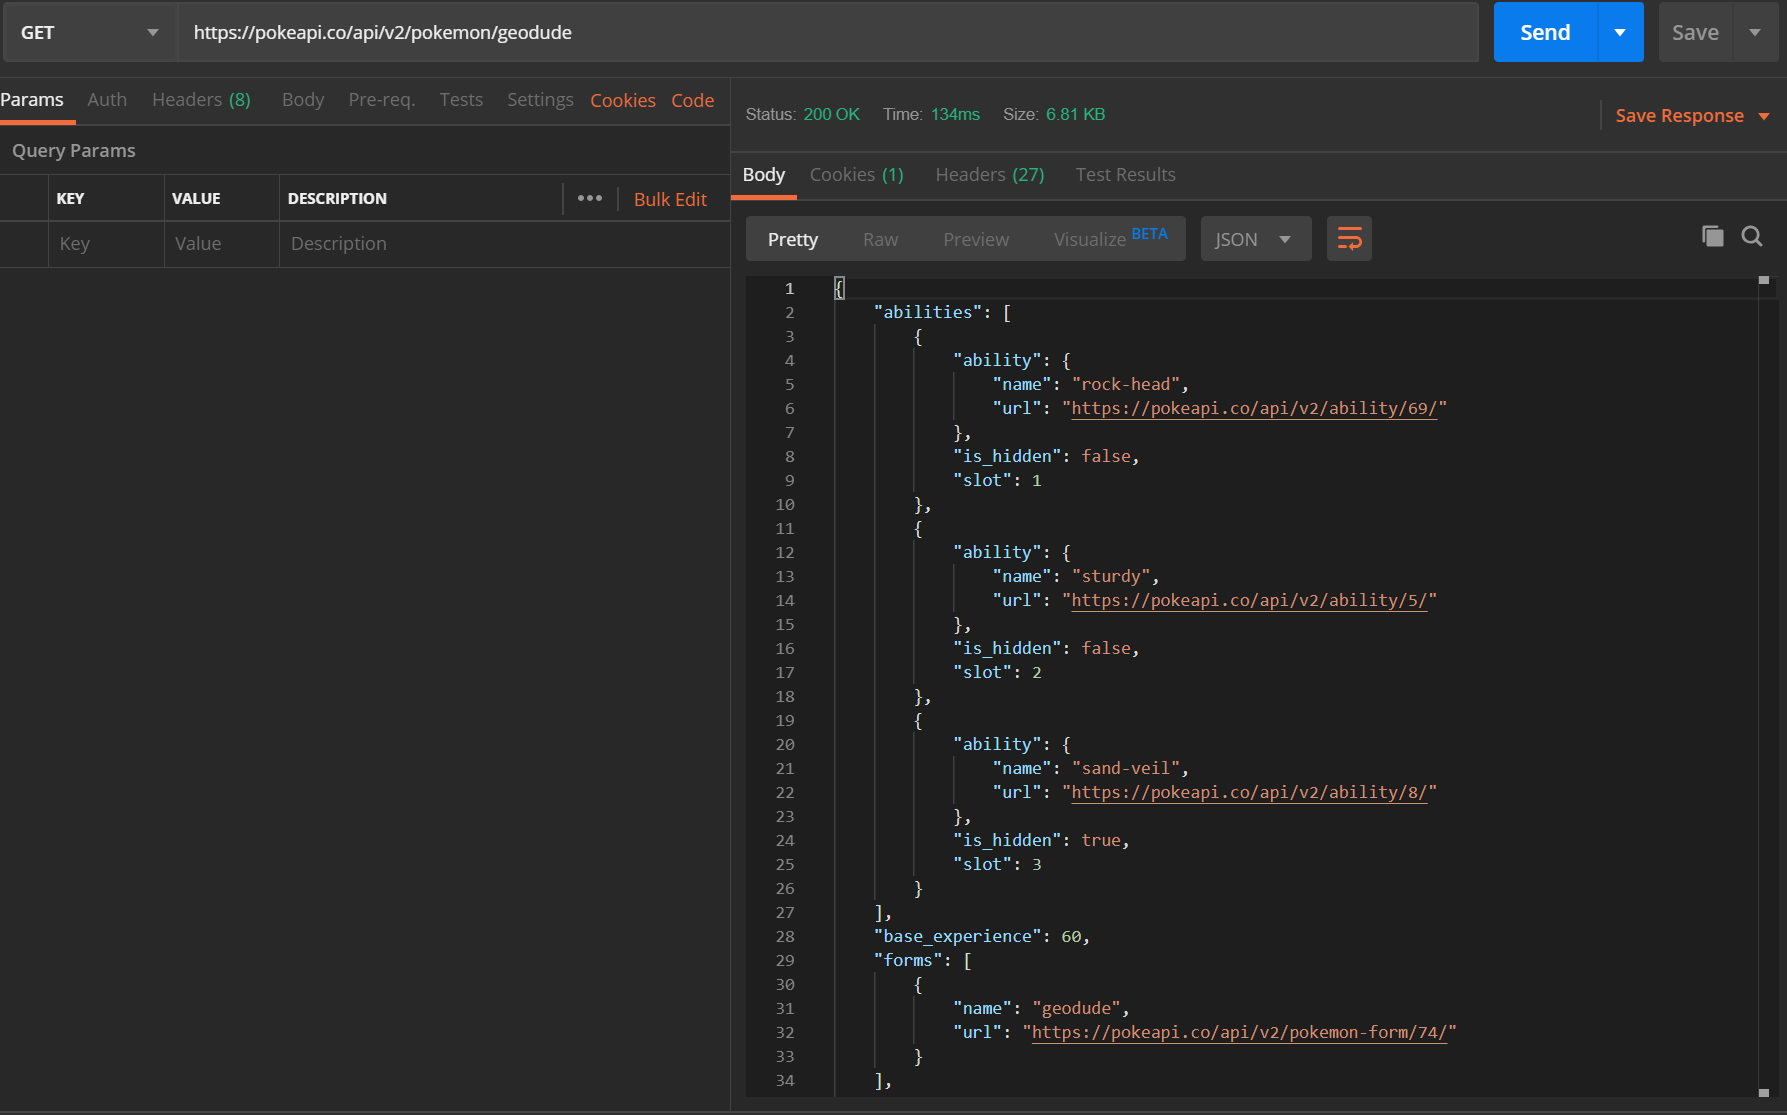 GET https://pokeapi.co/api/v2/pokemon/geodude Send Save
Params Auth Headers (8) Body Pre-req. Tests Settings Cookies Code
Query Params
KEY VALUE DESCRIPTION ••• Bulk Edit
Key Value Description
Status: 200 OK Time: 134ms Size: 6.81 KB Save Response
Body Cookies (1) Headers (27) Test Results
Pretty Raw Preview Visualize BETA JSON
1 {
2 "abilities": [
3 {
4 "ability": {
5 "name": "rock-head",
6 "url": "https://pokeapi.co/api/v2/ability/69/"
7 },
8 "is_hidden": false,
9 "slot": 1
10 },
11 {
12 "ability": {
13 "name": "sturdy",
14 "url": "https://pokeapi.co/api/v2/ability/5/"
15 },
16 "is_hidden": false,
17 "slot": 2
18 },
19 {
20 "ability": {
21 "name": "sand-veil",
22 "url": "https://pokeapi.co/api/v2/ability/8/"
23 },
24 "is_hidden": true,
25 "slot": 3
26 }
27 ],
28 "base_experience": 60,
29 "forms": [
30 {
31 "name": "geodude",
32 "url": "https://pokeapi.co/api/v2/pokemon-form/74/"
33 }
34 ],